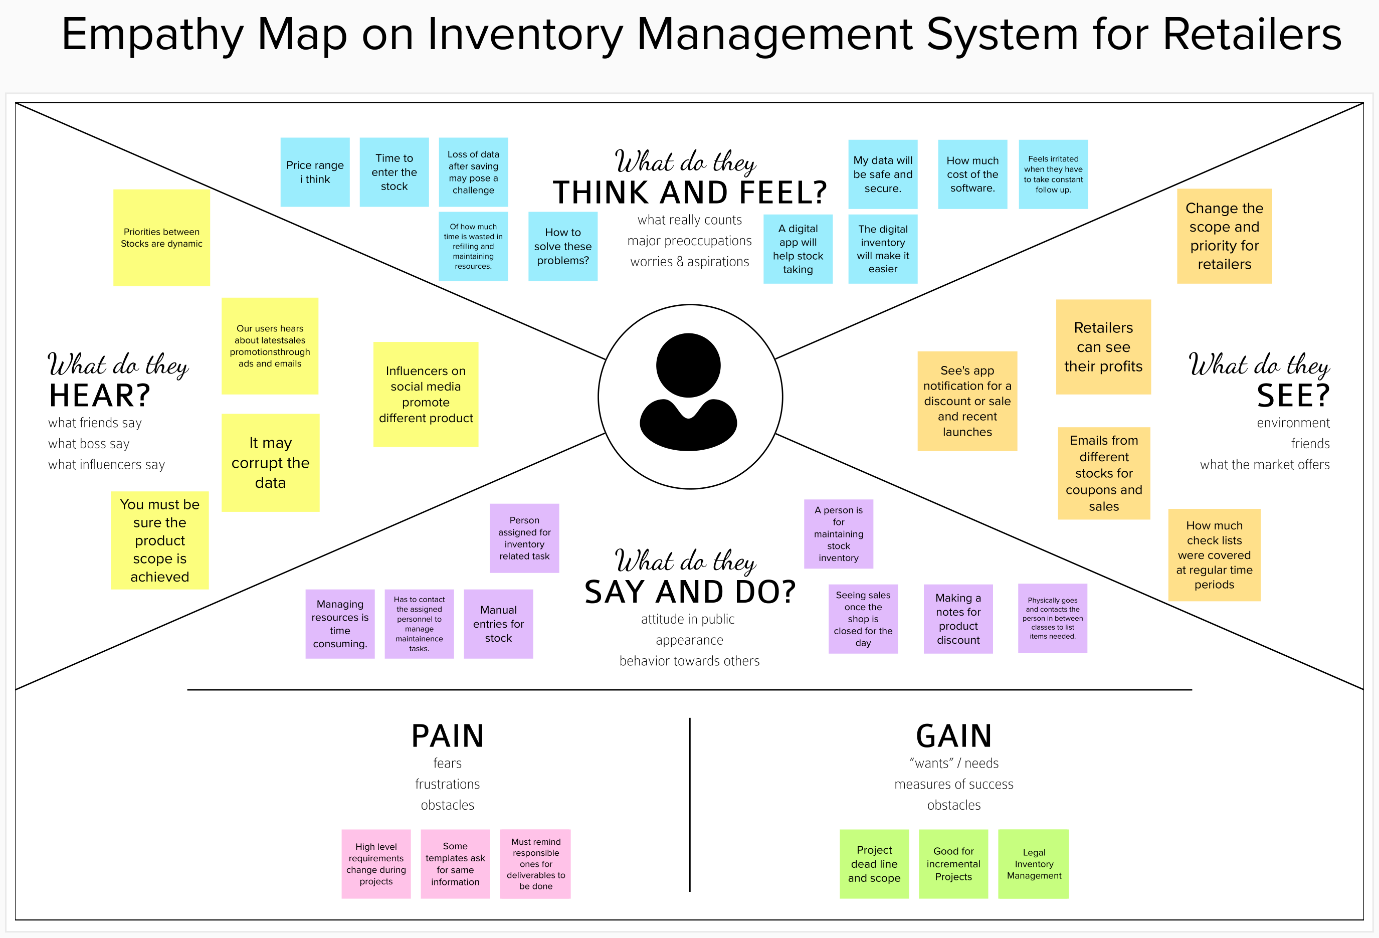 Empathy Map on Inventory Management System for Retailers
Price range
i think
Time to
enter the
stock
Loss of data
after saving
may pose a
challenge
Of how much
time is wasted in
refilling and
maintaining
resources.
How to
solve these
problems?
What do they
THINK AND FEEL?
what really counts
major preoccupations
worries & aspirations
My data will
be safe and
secure.
How much
cost of the
software.
Feels irritated
when they have
to take constant
follow up.
A digital
app will
help stock
taking
The digital
inventory
will make it
easier
Priorities between
Stocks are dynamic
Our users hears
about latestsales
promotionsthrough
ads and emails
Influencers on
social media
promote
different product
What do they
HEAR?
what friends say
what boss say
what influencers say
It may
corrupt the
data
You must be
sure the
product
scope is
achieved
Change the
scope and
priority for
retailers
Retailers
can see
their profits
See's app
notification for a
discount or sale
and recent
launches
What do they
SEE?
environment
friends
what the market offers
Emails from
different
stocks for
coupons and
sales
How much
check lists
were covered
at regular time
periods
Person
assigned for
inventory
related task
Managing
resources is
time
consuming.
Has to contact
the assigned
personnel to
manage
maintainence
tasks.
Manual
entries for
stock
What do they
SAY AND DO?
attitude in public
appearance
behavior towards others
A person is
for
maintaining
stock
inventory
Seeing sales
once the
shop is
closed for the
day
Making a
notes for
product
discount
Physically goes
and contacts the
person in between
classes to list
items needed.
PAIN
fears
frustrations
obstacles
High level
requirements
change during
projects
Some
templates ask
for same
information
Must remind
responsible
ones for
deliverables to
be done
GAIN
“wants” / needs
measures of success
obstacles
Project
dead line
and scope
Good for
incremental
Projects
Legal
Inventory
Management